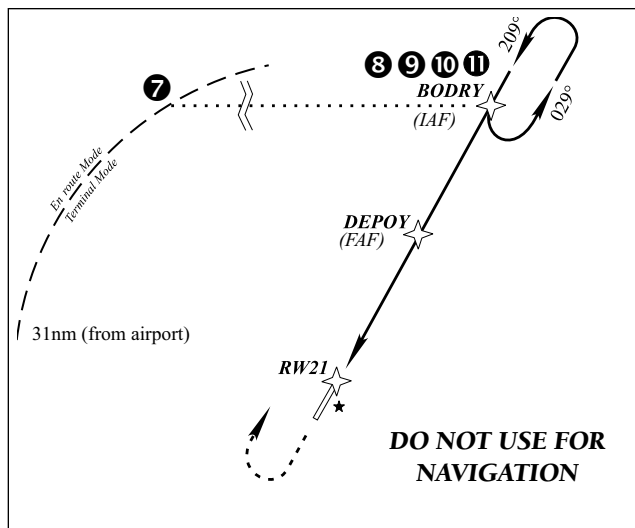 7
8 9 10 11
BODRY
(IAF)
209°
029°
En route Mode
Terminal Mode
DEPOY
(FAF)
31nm (from airport)
RW21
DO NOT USE FOR
NAVIGATION